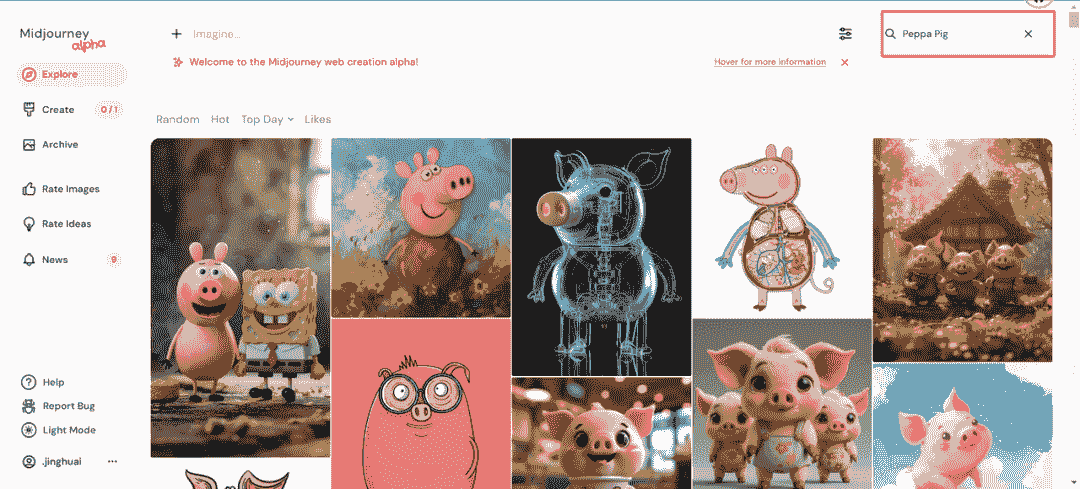 Midjourney
alpha
Imagine...
Peppa Pig
Welcome to the Midjourney web creation alpha!
Hover for more information
Explore
Create
0 / 1
Archive
Rate Images
Rate Ideas
News
9
Random Hot Top Day Likes
Help
Report Bug
Light Mode
.jinghuai